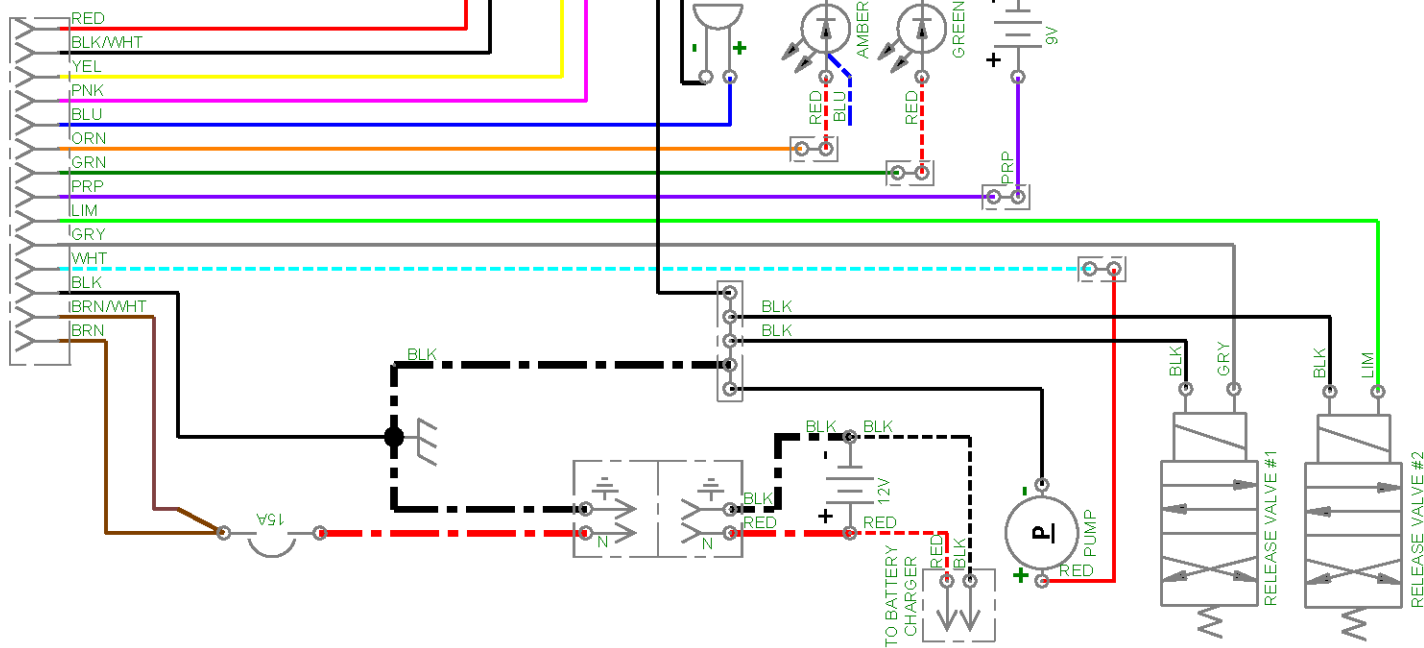 RED
BLK/WHT
YEL
PNK
BLU
ORN
GRN
PRP
LIM
GRY
WHT
BLK
BRN/WHT
BRN
-
+
AMBER
GREEN
9V
+
RED
BLU
RED
PRP
BLK
BLK
BLK
BLK
GRY
BLK
LIM
BLK
BLK
-
12V
+
BLK
RED
RED
N
N
15A
RED
BLK
TO BATTERY
CHARGER
-
P
+
PUMP
RED
RELEASE VALVE #1
RELEASE VALVE #2